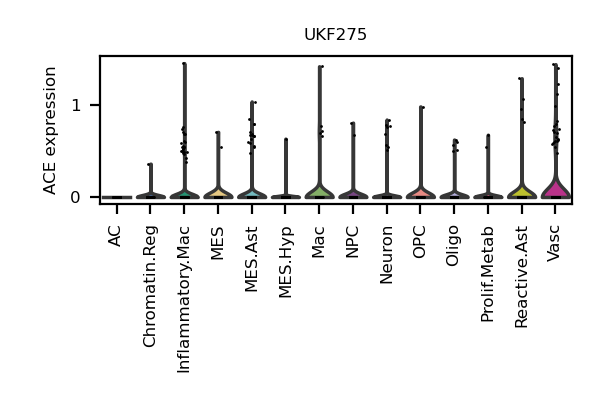 UKF275
ACE expression
1
0
AC
Chromatin.Reg
Inflammatory.Mac
MES
MES.Ast
MES.Hyp
Mac
NPC
Neuron
OPC
Oligo
Prolif.Metab
Reactive.Ast
Vasc